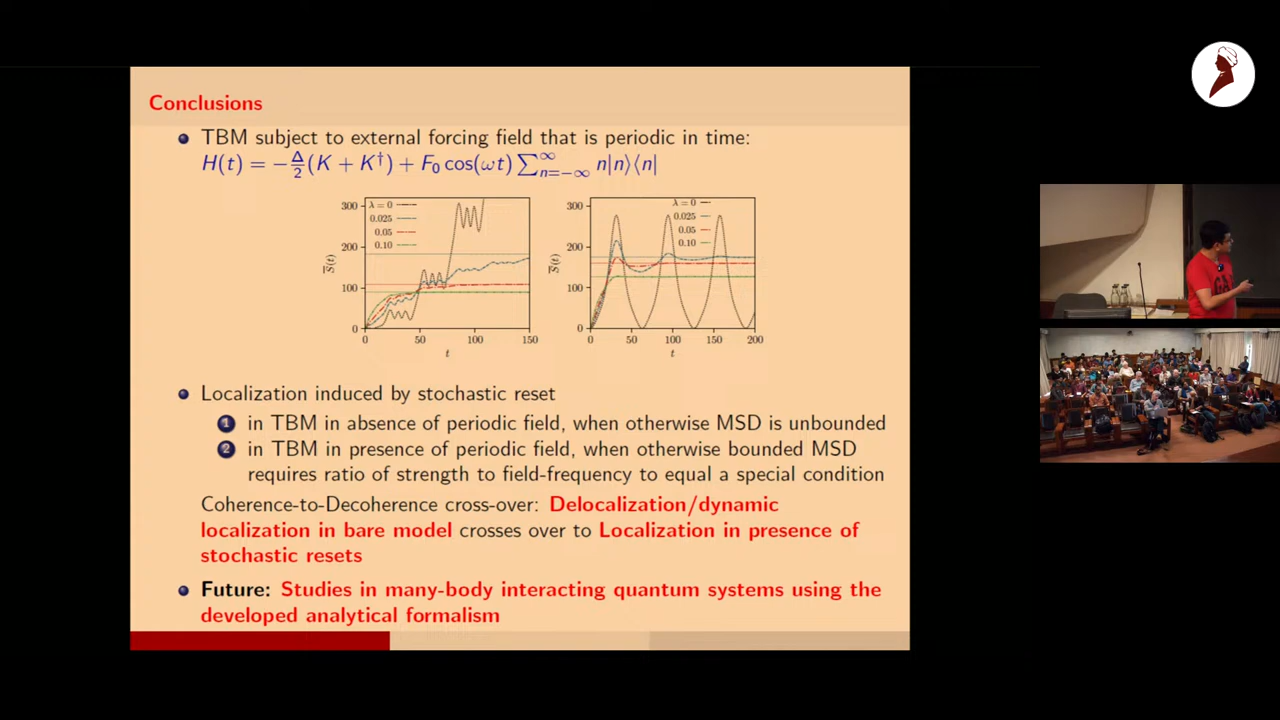 Conclusions
TBM subject to external forcing field that is periodic in time:
H(t) = −Δ/2(K + K†) + F₀ cos(ωt) ∑_{n=−∞}^{∞} n|n⟩⟨n|
300
200
100
0
λ = 0
0.025
0.05
0.10
S̅(t)
0 50 100 150
t
300
200
100
0
λ = 0
0.025
0.05
0.10
S̅(t)
0 50 100 150 200
t
Localization induced by stochastic reset
1 in TBM in absence of periodic field, when otherwise MSD is unbounded
2 in TBM in presence of periodic field, when otherwise bounded MSD
requires ratio of strength to field-frequency to equal a special condition
Coherence-to-Decoherence cross-over: Delocalization/dynamic
localization in bare model crosses over to Localization in presence of
stochastic resets
Future: Studies in many-body interacting quantum systems using the
developed analytical formalism